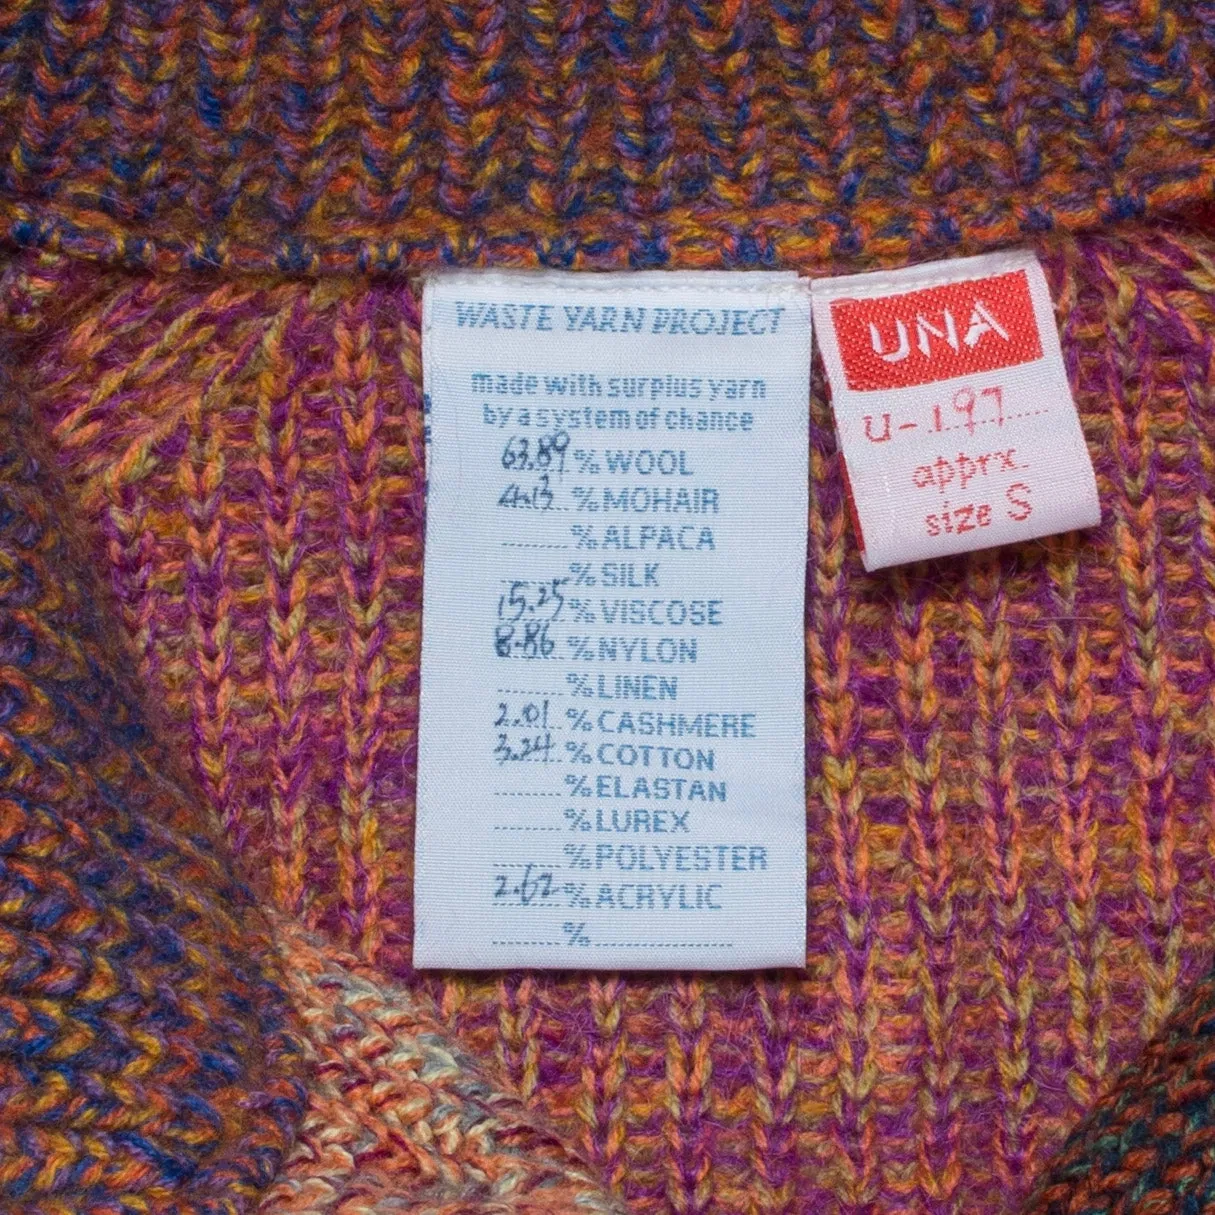 WASTE YARN PROJECT
made with surplus yarn
by a system of chance
63.89 % WOOL
4.13 % MOHAIR
% ALPACA
% SILK
15.25 % VISCOSE
8.86 % NYLON
% LINEN
2.01 % CASHMERE
3.24 % COTTON
% ELASTAN
% LUREX
% POLYESTER
2.62 % ACRYLIC
%
UNA
U-197
apprx.
size S